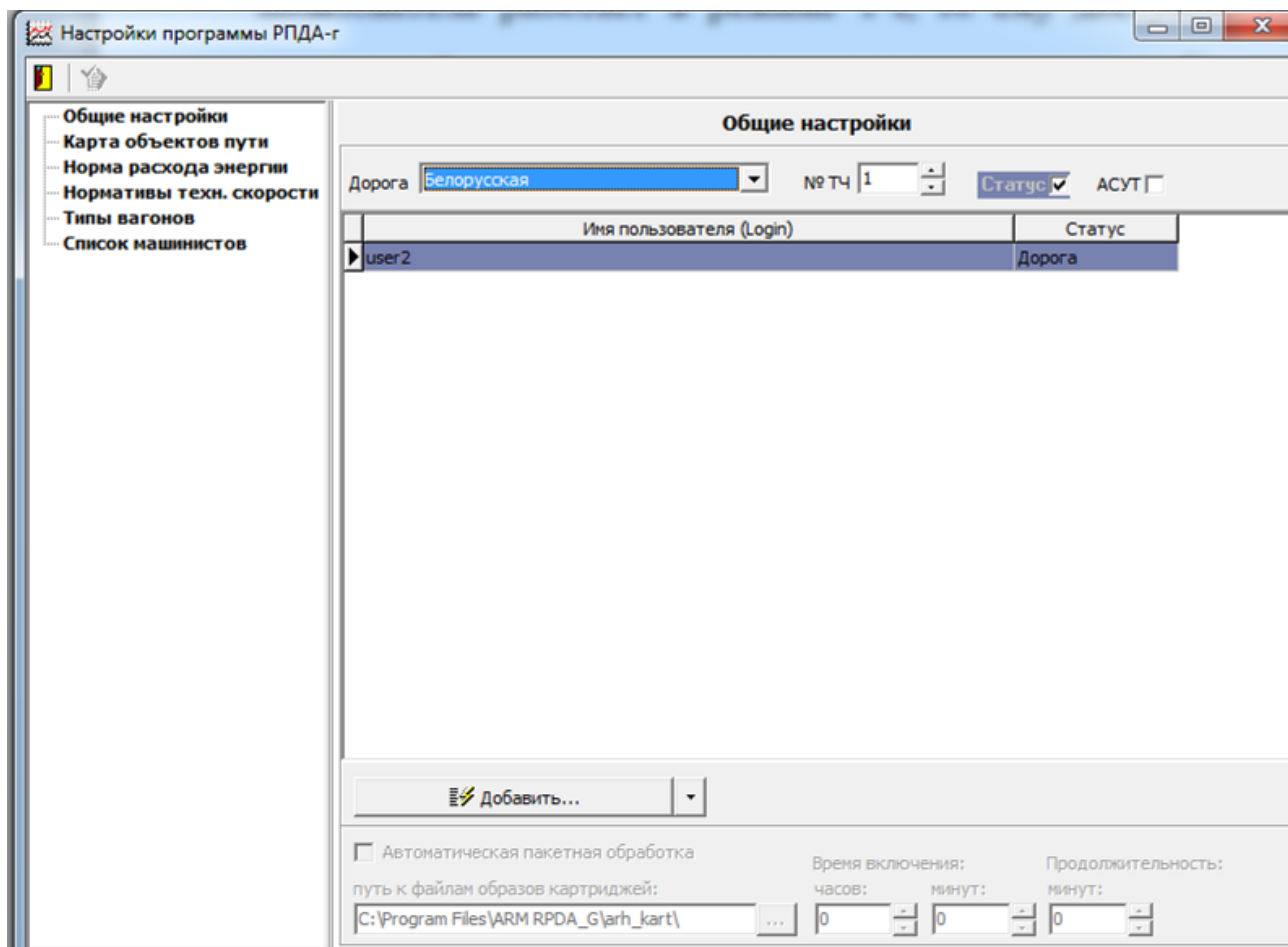 Настройки программы РПДА-г
Общие настройки
Карта объектов пути
Норма расхода энергии
Нормативы техн. скорости
Типы вагонов
Список машинистов
Общие настройки
Дорога Белорусская № ТЧ 1 Статус АСУТ
Имя пользователя (Login) Статус
user2 Дорога
Добавить...
Автоматическая пакетная обработка
Время включения: Продолжительность:
путь к файлам образов картриджей: часов: минут: минут:
C:\Program Files\ARM RPDA_G\arh_kart\ ... 0 0 0